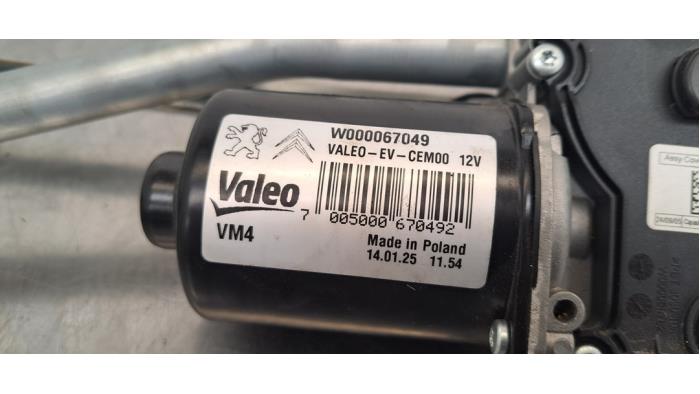 W000067049
VALEO-EV-CEM00 12V
Valeo
7 005000 670492
VM4
Made in Poland
14.01.25 11.54